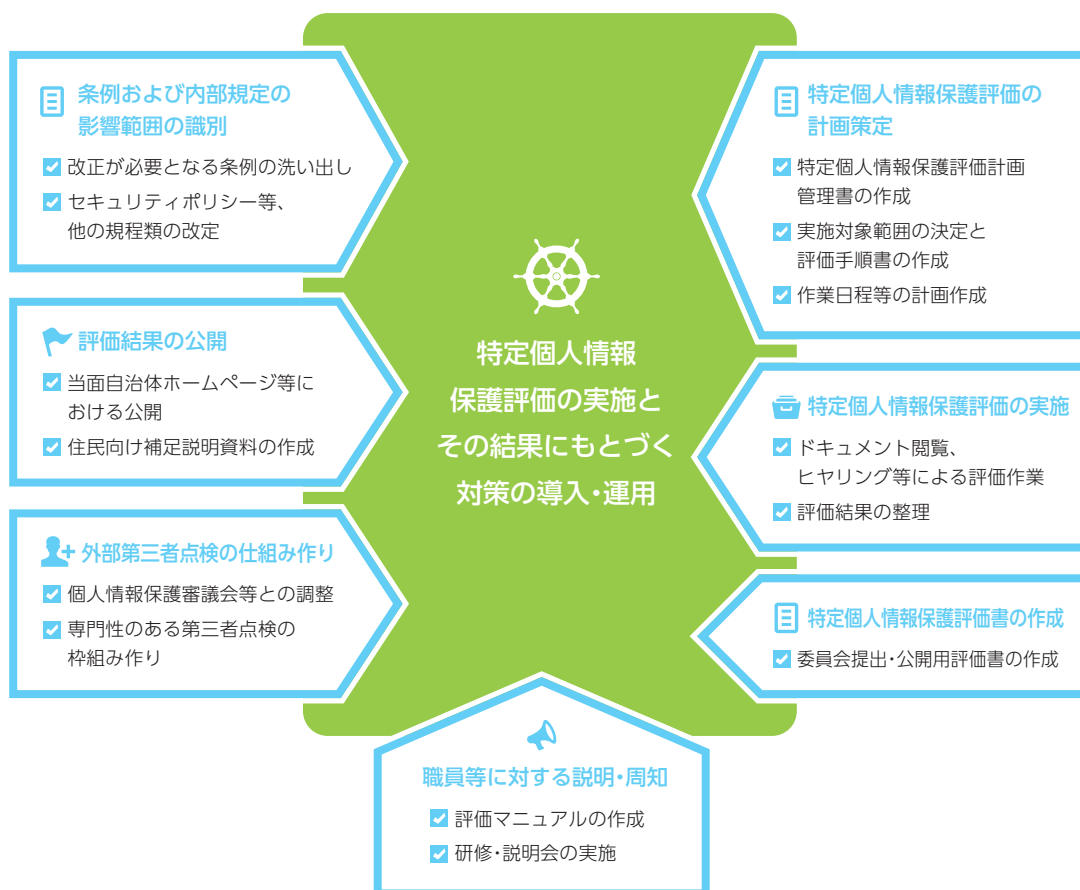 条例および内部規定の
影響範囲の識別
改正が必要となる条例の洗い出し
セキュリティポリシー等、
他の規程類の改定
評価結果の公開
当面自治体ホームページ等に
おける公開
住民向け補足説明資料の作成
外部第三者点検の仕組み作り
個人情報保護審議会等との調整
専門性のある第三者点検の
枠組み作り
特定個人情報
保護評価の実施と
その結果にもとづく
対策の導入・運用
特定個人情報保護評価の
計画策定
特定個人情報保護評価計画
管理書の作成
実施対象範囲の決定と
評価手順書の作成
作業日程等の計画作成
特定個人情報保護評価の実施
ドキュメント閲覧、
ヒヤリング等による評価作業
評価結果の整理
特定個人情報保護評価書の作成
委員会提出・公開用評価書の作成
職員等に対する説明・周知
評価マニュアルの作成
研修・説明会の実施